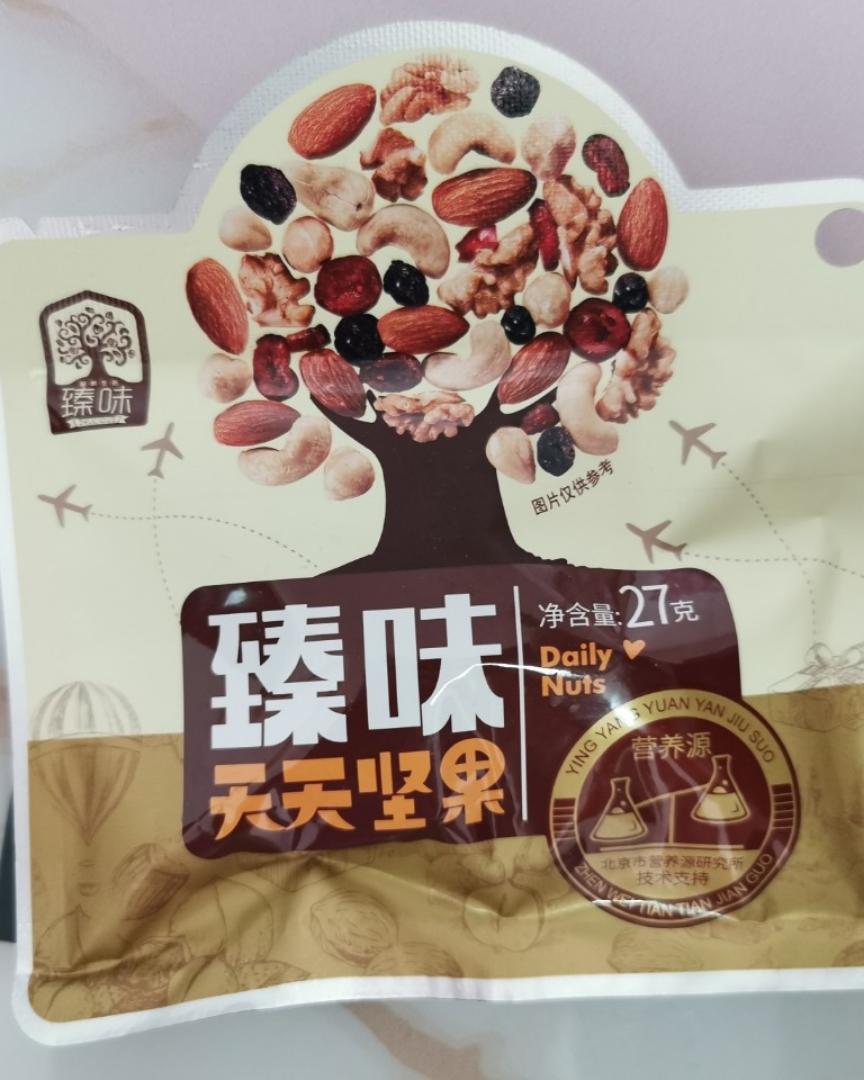 臻味
图片仅供参考
臻味
天天坚果
净含量:27克
Daily
Nuts
YING YANG YUAN YAN JIU SUO
营养源
北京市营养源研究所
技术支持
ZHEN WEI TIAN TIAN JIAN GUO